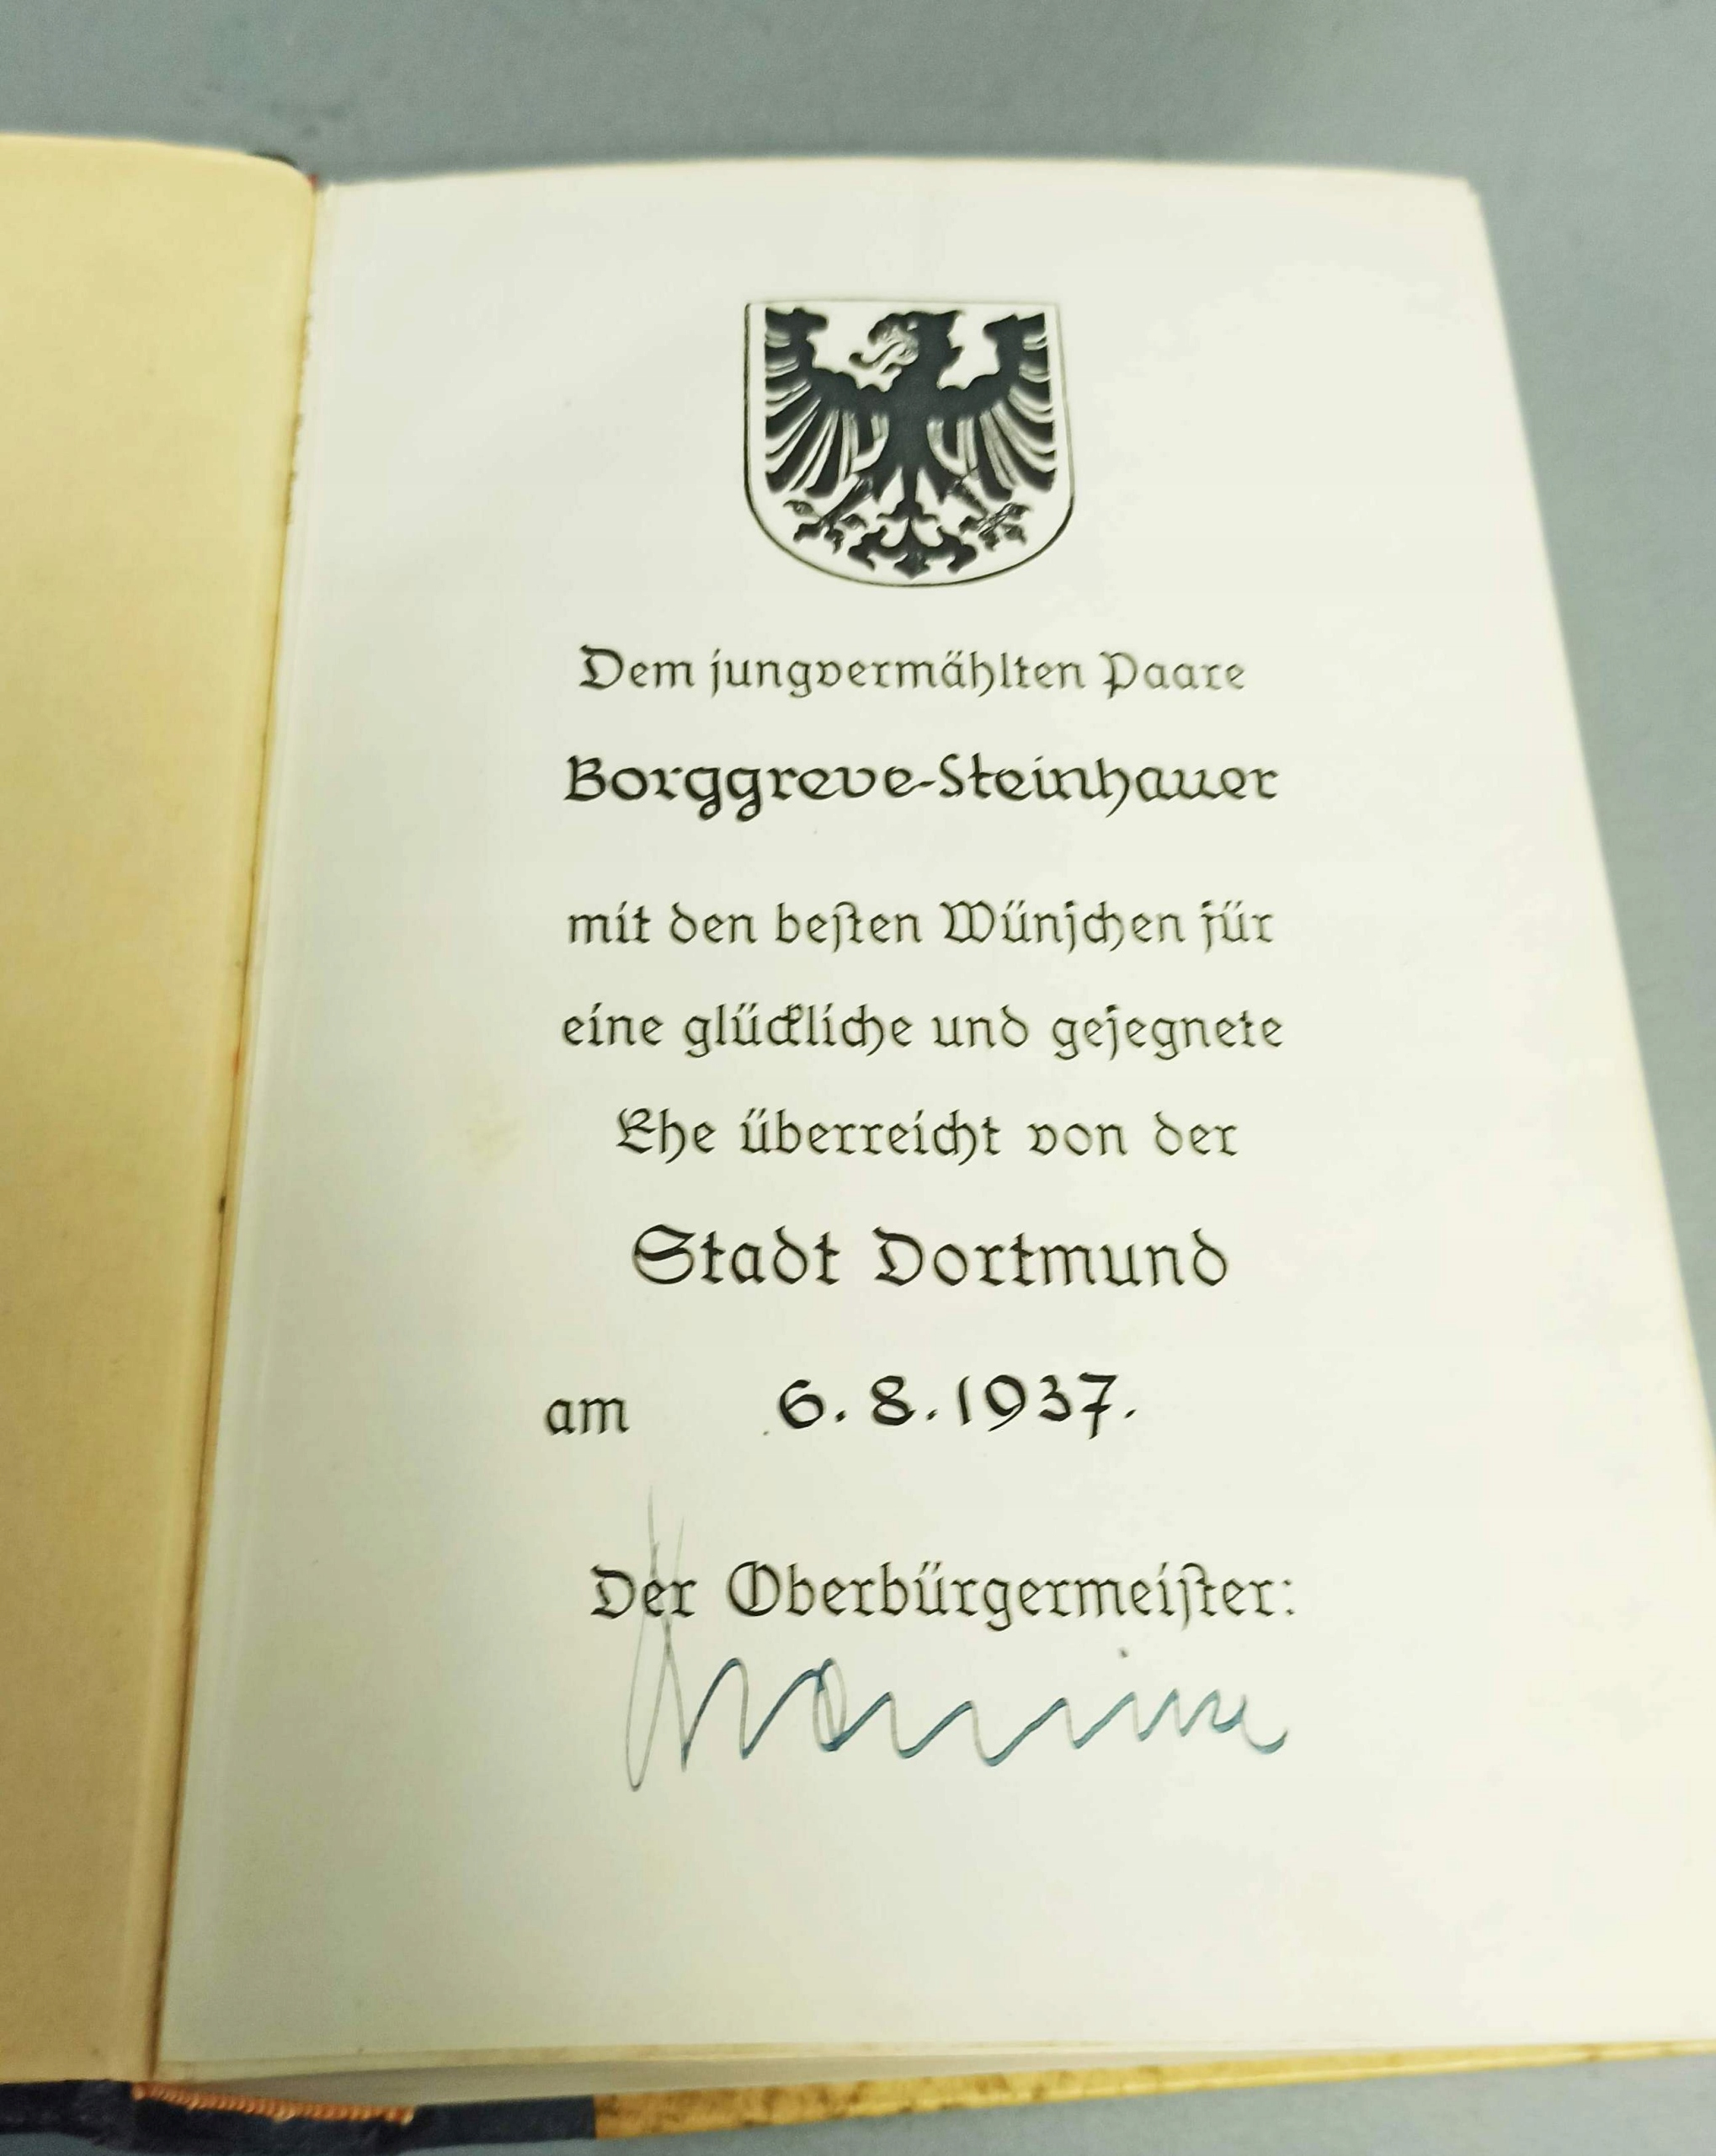 Dem jungvermählten Paare
Borggreve-Steinhauer
mit den beſten Wünſchen für
eine glückliche und geſegnete
Ehe überreicht von der
Stadt Dortmund
am 6.8.1937.
Der Oberbürgermeiſter: